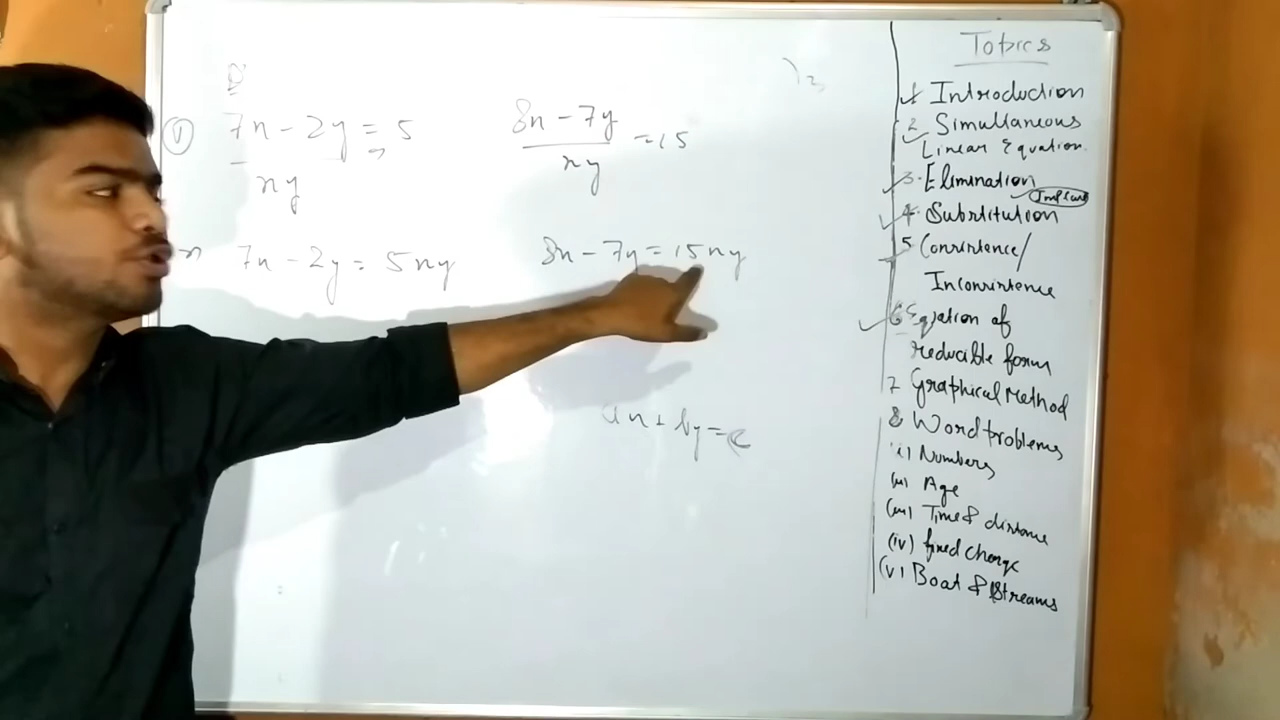 (1) 7x - 2y / xy = 5
8x - 7y / xy = 15
7x - 2y = 5xy
8x - 7y = 15xy
ax + by = c
Topics
1 Introduction
2 Simultaneous
Linear Equation.
3. Elimination
4. Substitution
5 Consistence/
Inconsistence
6 Eqation of
reducible form
7 Graphical Method
8 Word problems
(i) Numbers
(ii) Age
(iii) Time & distance
(iv) fixed charge
(v) Boat & Streams